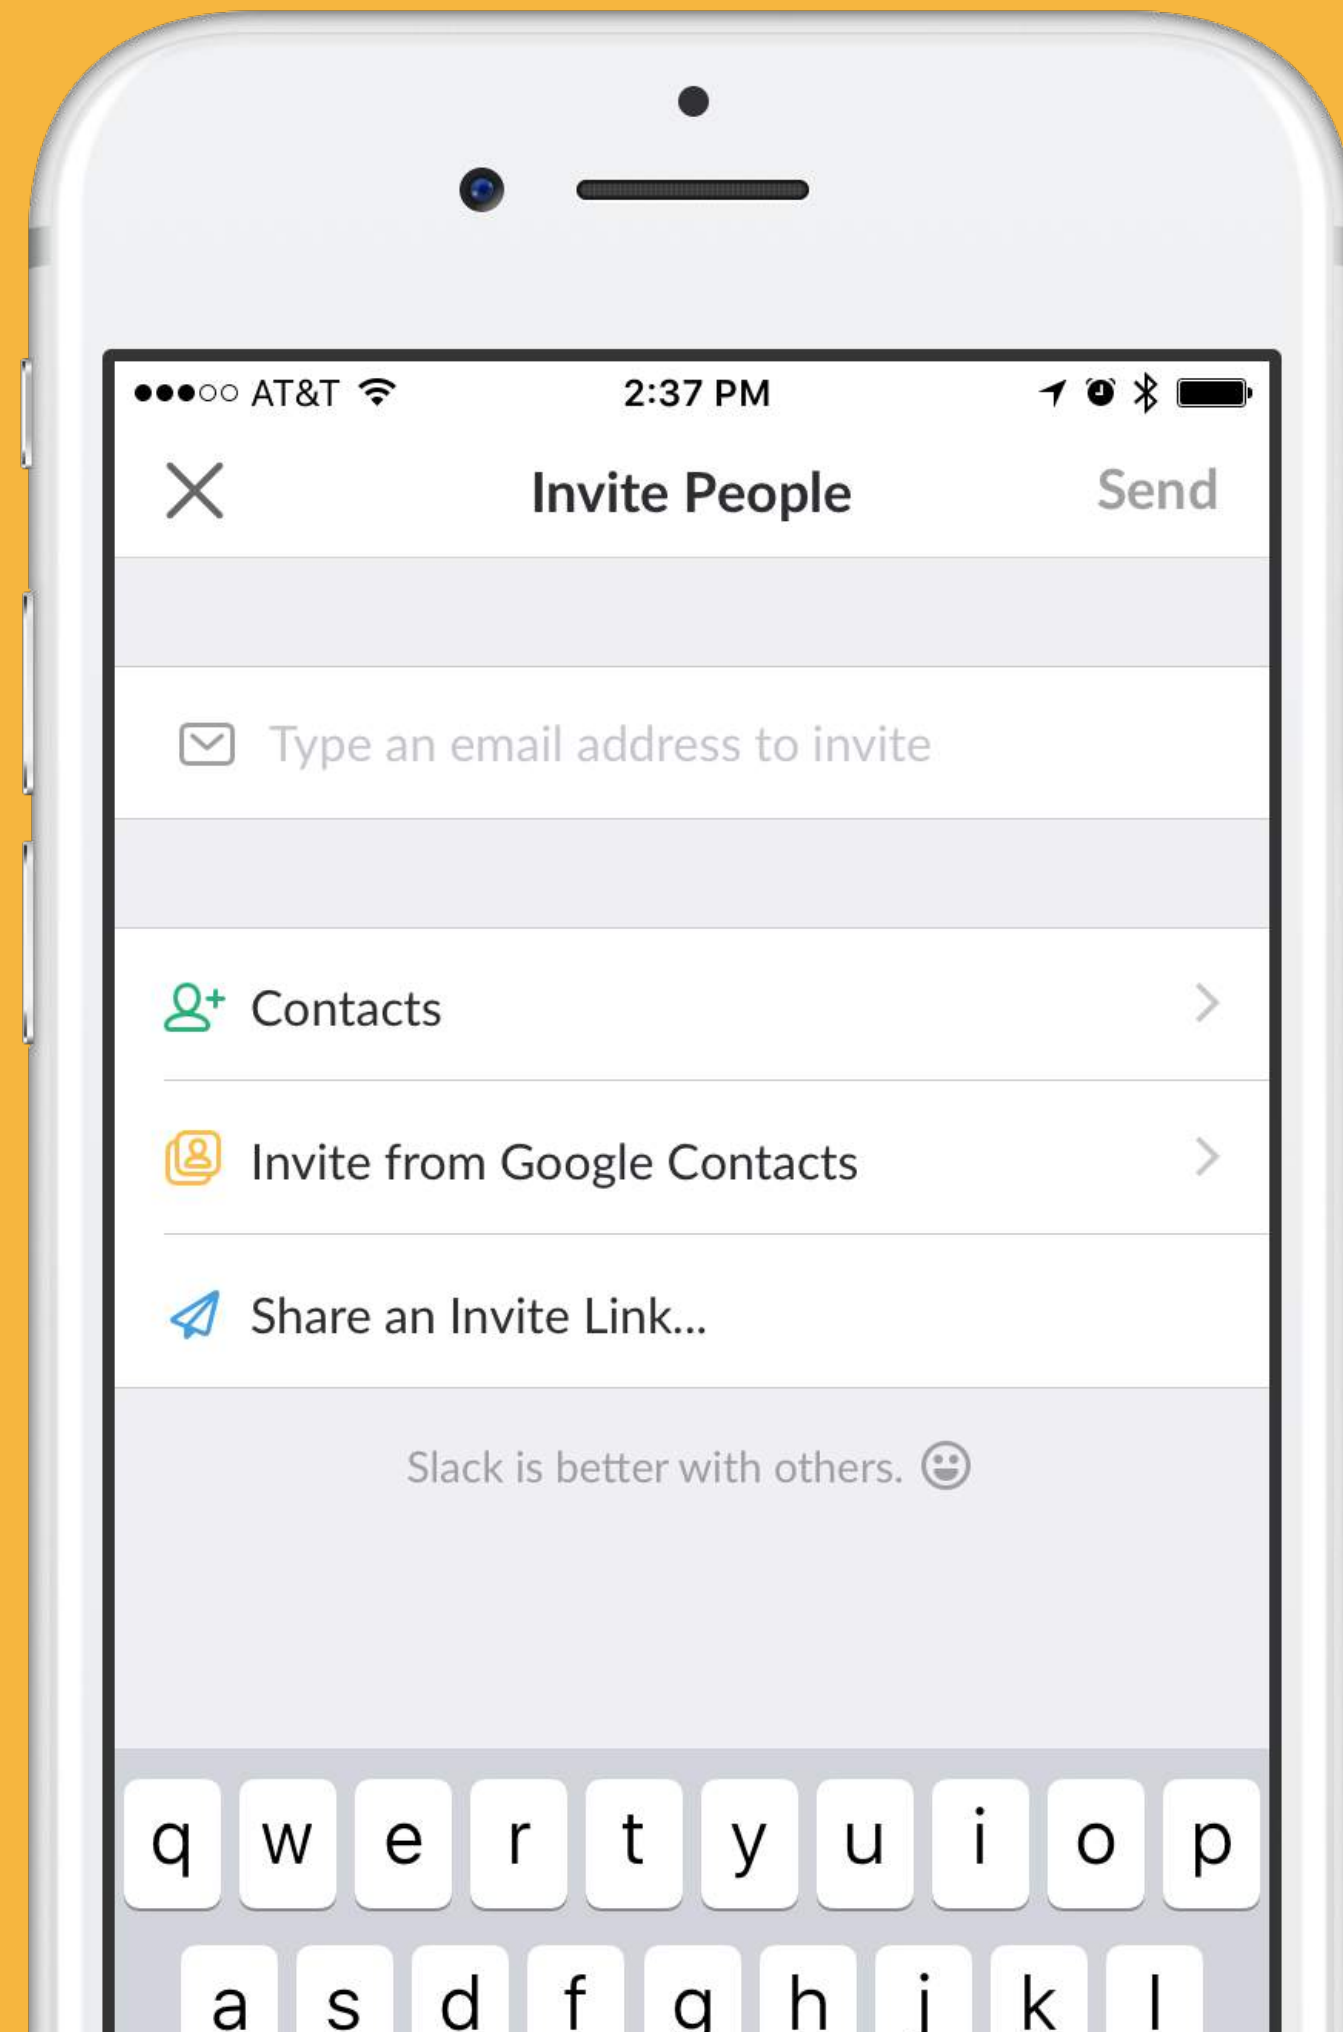 AT&T 2:37 PM
Invite People Send
Type an email address to invite
Contacts
Invite from Google Contacts
Share an Invite Link...
Slack is better with others.
q w e r t y u i o p
a s d f g h j k l